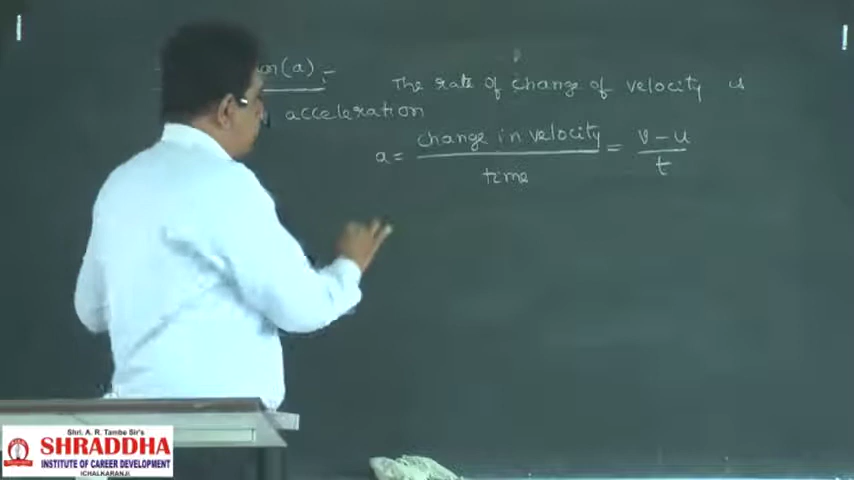 (a) :-
The rate of change of velocity is
acceleration
a = change in velocity / time = v - u / t
Shri. A. R. Tambe Sir's
SHRADDHA
INSTITUTE OF CAREER DEVELOPMENT
ICHALKARANJI